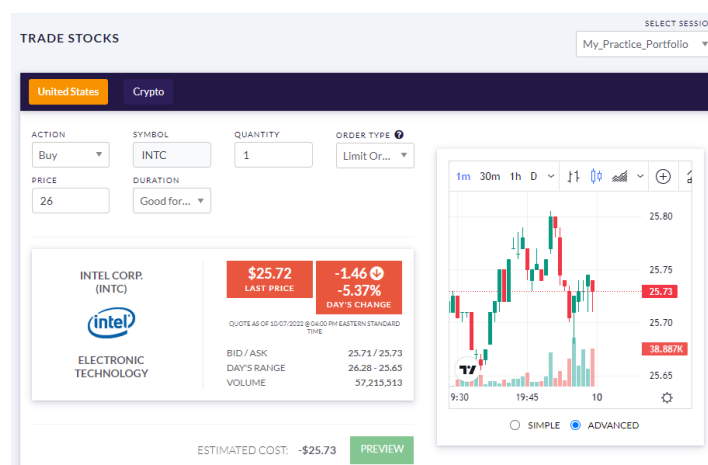 SELECT SESSIO
TRADE STOCKS
My_Practice_Portfolio
United States Crypto
ACTION SYMBOL QUANTITY ORDER TYPE ?
Buy INTC 1 Limit Or...
PRICE DURATION
26 Good for...
1m 30m 1h D
25.80
25.75
25.73
25.70
38.887K
25.65
9:30 19:45 10
SIMPLE ADVANCED
INTEL CORP.
(INTC)
intel
ELECTRONIC
TECHNOLOGY
$25.72
LAST PRICE
-1.46
-5.37%
DAY'S CHANGE
QUOTE AS OF 10/07/2022 @ 04:00 PM EASTERN STANDARD
TIME
BID / ASK 25.71 / 25.73
DAY'S RANGE 26.28 - 25.65
VOLUME 57,215,513
ESTIMATED COST: -$25.73 PREVIEW